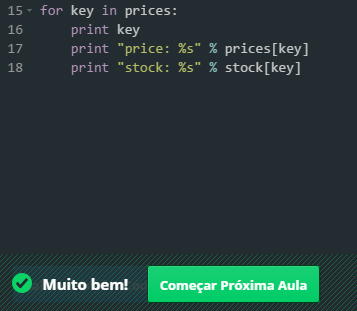 15 for key in prices:
16 print key
17 print "price: %s" % prices[key]
18 print "stock: %s" % stock[key]
Muito bem! Começar Próxima Aula